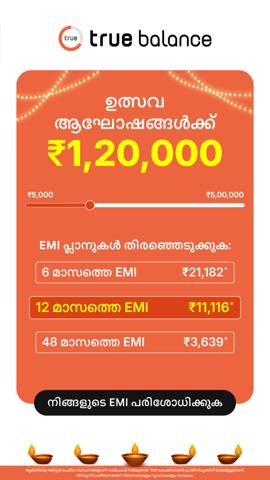 true
true balance
ഉത്സവ
ആഘോഷങ്ങൾക്ക്
₹1,20,000
₹5,000
₹5,00,000
EMI പ്ലാനുകൾ തിരഞ്ഞെടുക്കുക:
6 മാസത്തെ EMI ₹21,182*
12 മാസത്തെ EMI ₹11,116*
48 മാസത്തെ EMI ₹3,639*
നിങ്ങളുടെ EMI പരിശോധിക്കുക